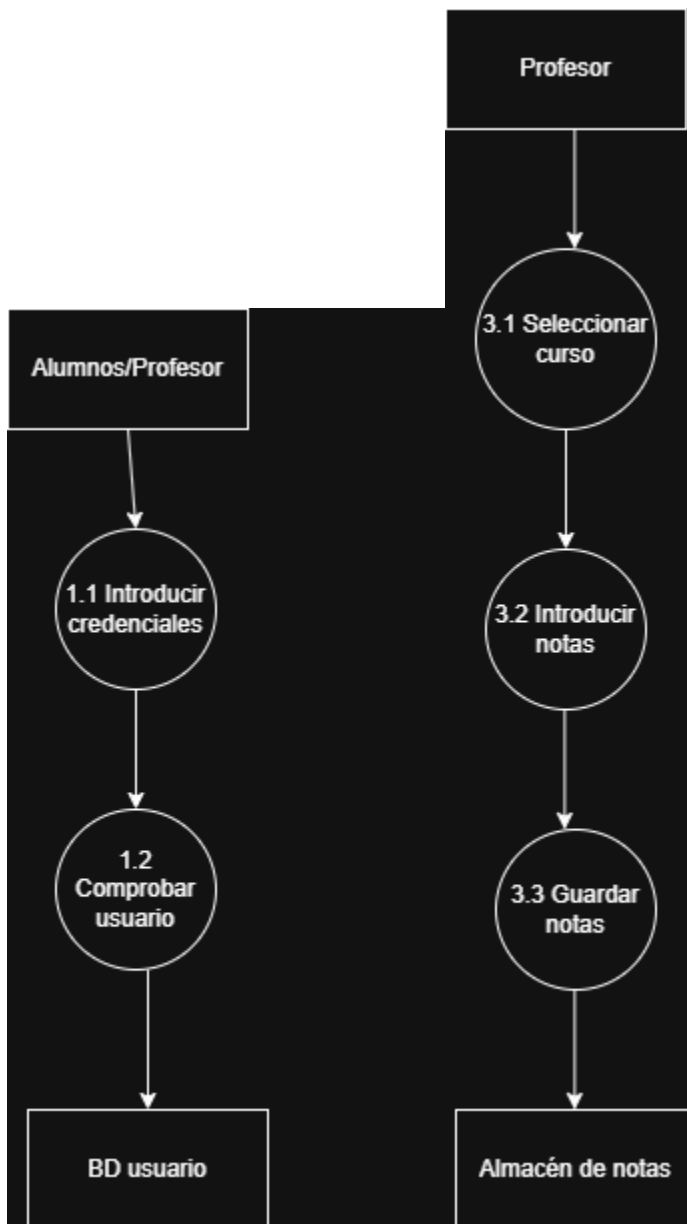 Profesor
3.1 Seleccionar
curso
Alumnos/Profesor
1.1 Introducir
credenciales
3.2 Introducir
notas
1.2
Comprobar
usuario
3.3 Guardar
notas
BD usuario
Almacén de notas